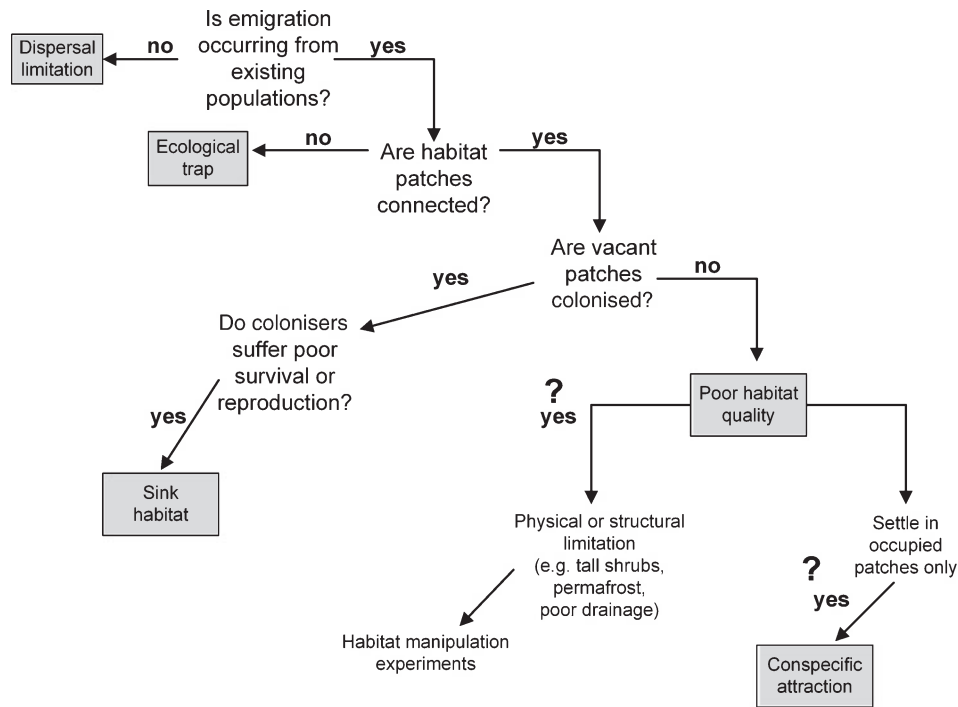 Is emigration
occurring from
existing
populations?
no
yes
Dispersal
limitation
Are habitat
patches
connected?
no
yes
Ecological
trap
Are vacant
patches
colonised?
yes
no
Do colonisers
suffer poor
survival or
reproduction?
yes
Sink
habitat
Poor habitat
quality
?
yes
Physical or structural
limitation
(e.g. tall shrubs,
permafrost,
poor drainage)
Habitat manipulation
experiments
Settle in
occupied
patches only
?
yes
Conspecific
attraction